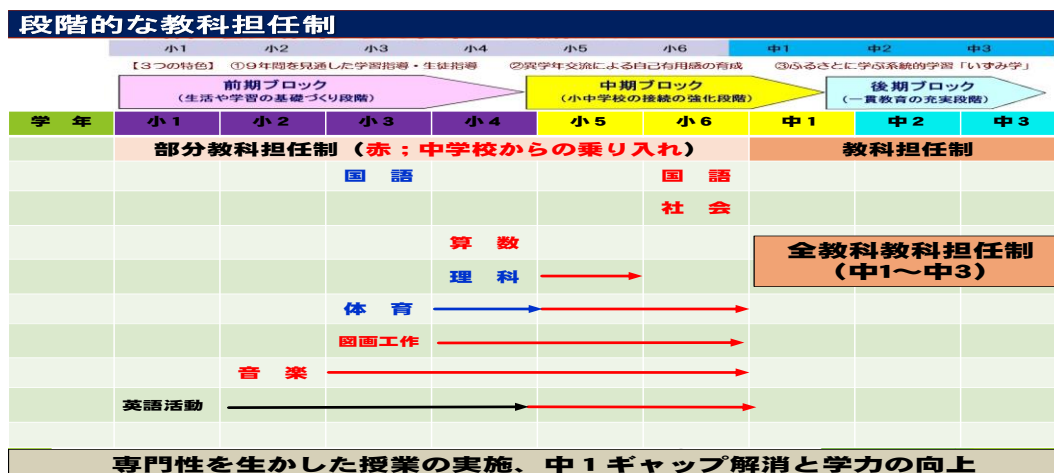 段階的な教科担任制
小1 小2 小3 小4 小5 小6 中1 中2 中3
【3つの特色】 ①9年間を見通した学習指導・生徒指導 ②異学年交流による自己有用感の育成 ③ふるさとに学ぶ系統的学習「いずみ学」
前期ブロック
(生活や学習の基礎づくり段階)
中期ブロック
(小中学校の接続の強化段階)
後期ブロック
(一貫教育の充実段階)
学 年 小1 小2 小3 小4 小5 小6 中1 中2 中3
部分教科担任制(赤;中学校からの乗り入れ) 教科担任制
国 語 国 語
社 会
算 数
全教科教科担任制
(中1～中3)
理 科
体 育
図画工作
音 楽
英語活動
専門性を生かした授業の実施、中1ギャップ解消と学力の向上